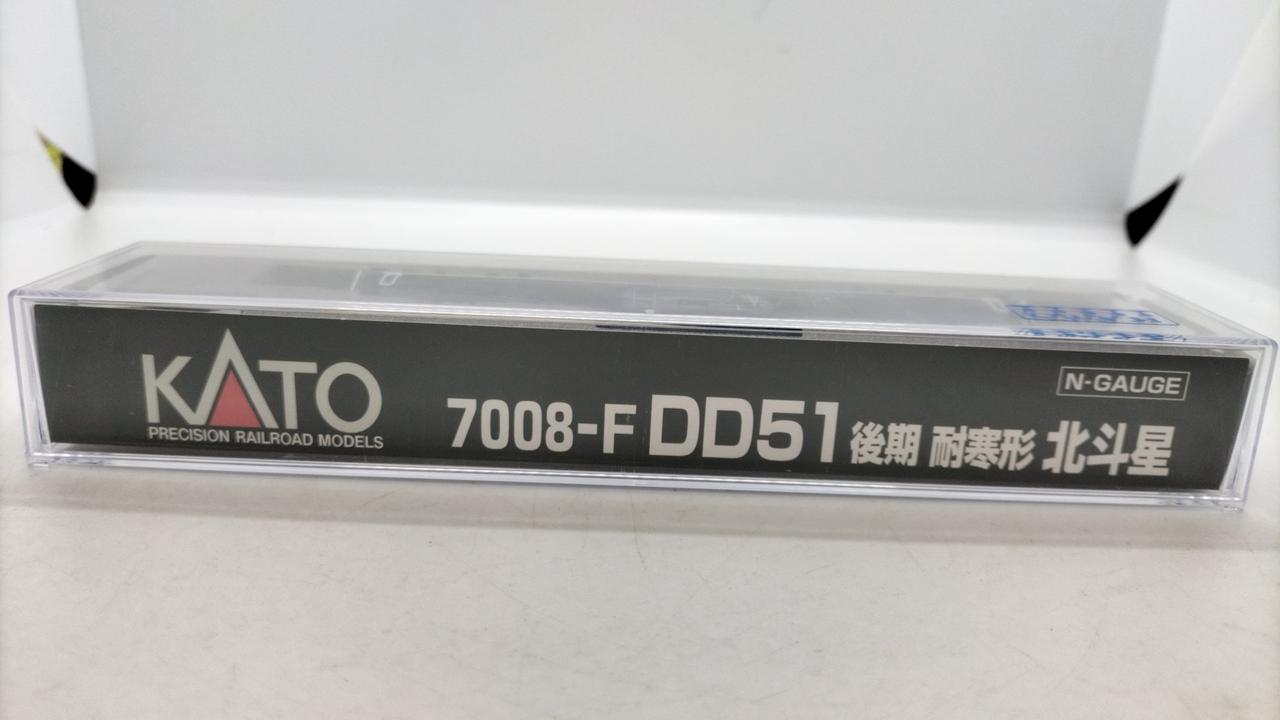 KATO
PRECISION RAILROAD MODELS
7008-F DD51 後期 耐寒形 北斗星
N-GAUGE